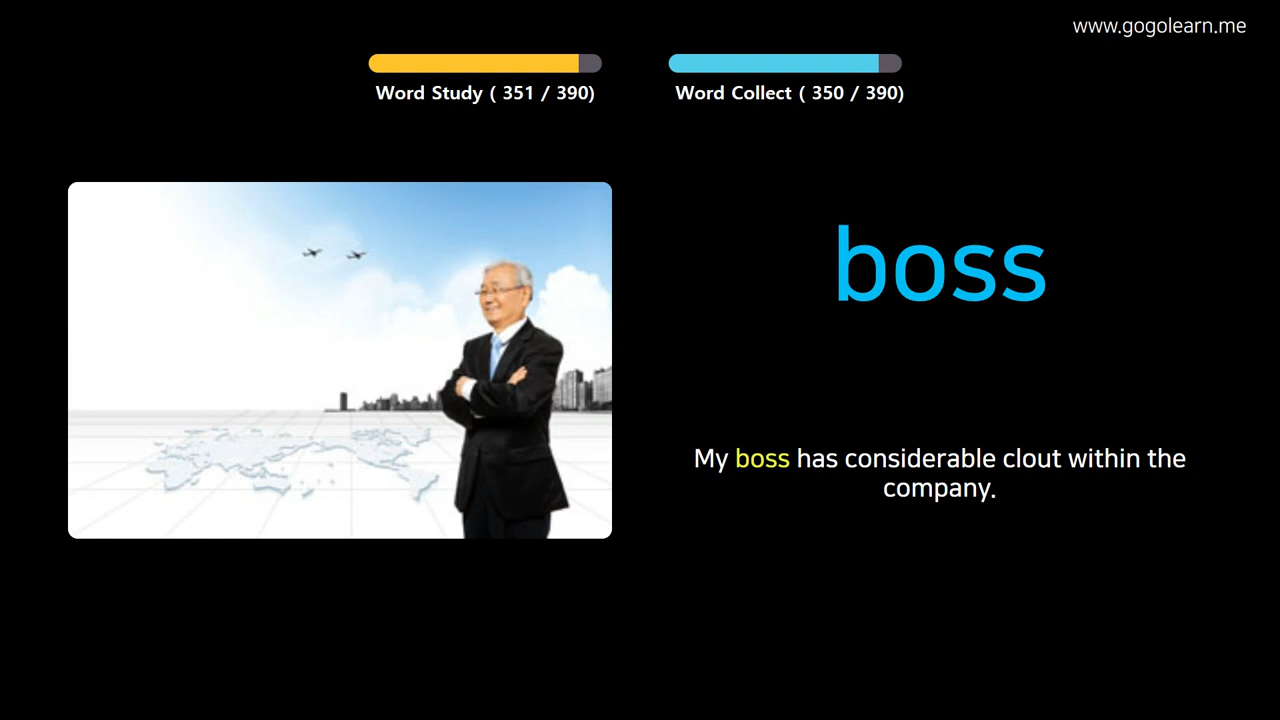 www.gogolearn.me
Word Study ( 351 / 390)
Word Collect ( 350 / 390)
boss
My boss has considerable clout within the
company.